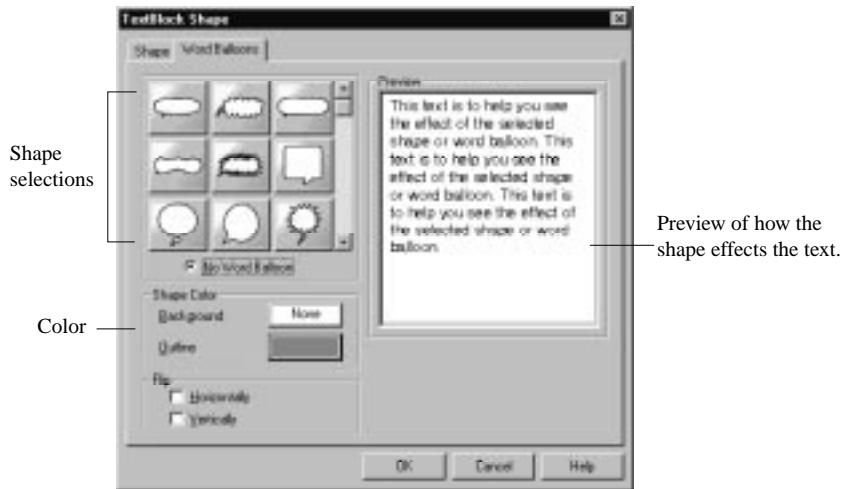 TextBlock Shape
Shape
Word Balloons
Preview
This text is to help you see
the effect of the selected
shape or word balloon. This
text is to help you see the
effect of the selected shape
or word balloon. This text is
to help you see the effect of
the selected shape or word
balloon.
Shape
selections
No Word Balloon
Preview of how the
shape effects the text.
Shape Color
Background
None
Color
Outline
Flip
Horizontally
Vertically
OK
Cancel
Help